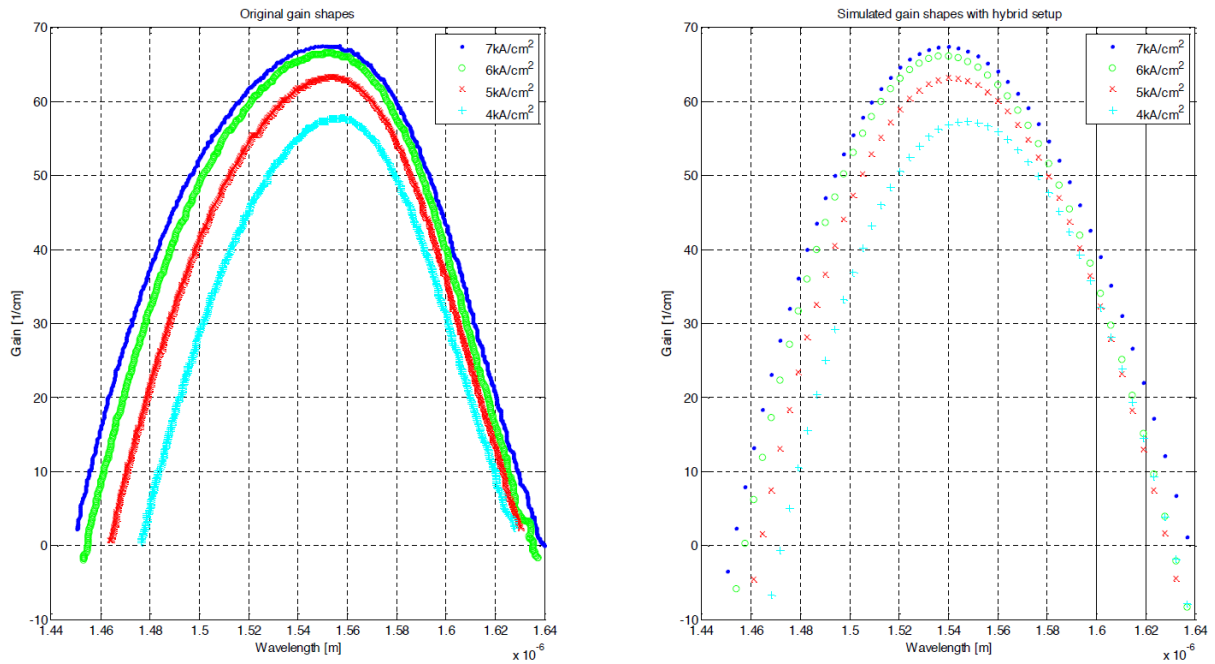 Original gain shapes
70
60
50
40
30
20
10
0
-10
Gain [1/cm]
7kA/cm²
6kA/cm²
5kA/cm²
4kA/cm²
1.44 1.46 1.48 1.5 1.52 1.54 1.56 1.58 1.6 1.62 1.64
Wavelength [m]
x 10⁻⁶
Simulated gain shapes with hybrid setup
70
60
50
40
30
20
10
0
-10
Gain [1/cm]
7kA/cm²
6kA/cm²
5kA/cm²
4kA/cm²
1.44 1.46 1.48 1.5 1.52 1.54 1.56 1.58 1.6 1.62 1.64
Wavelength [m]
x 10⁻⁶